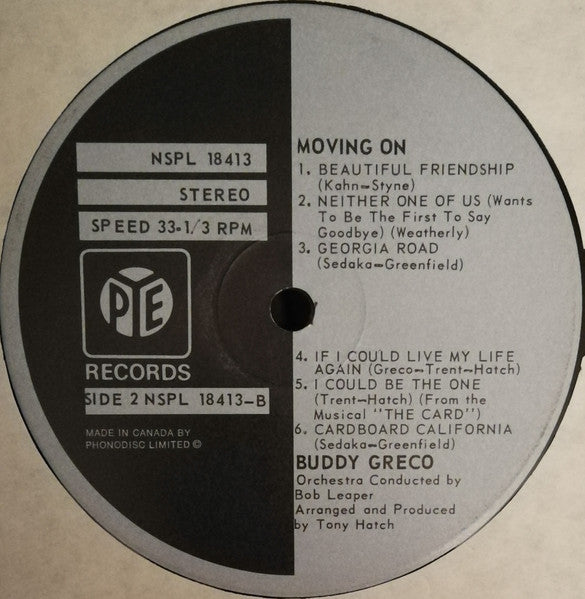 NSPL 18413
STEREO
SPEED 33-1/3 RPM
PYE
RECORDS
SIDE 2 NSPL 18413-B
MADE IN CANADA BY
PHONODISC LIMITED ©
MOVING ON
1. BEAUTIFUL FRIENDSHIP
(Kahn-Styne)
2. NEITHER ONE OF US (Wants
To Be The First To Say
Goodbye) (Weatherly)
3. GEORGIA ROAD
(Sedaka-Greenfield)
4. IF I COULD LIVE MY LIFE
AGAIN (Greco-Trent-Hatch)
5. I COULD BE THE ONE
(Trent-Hatch) (From the
Musical "THE CARD")
6. CARDBOARD CALIFORNIA
(Sedaka-Greenfield)
BUDDY GRECO
Orchestra Conducted by
Bob Leaper
Arranged and Produced
by Tony Hatch